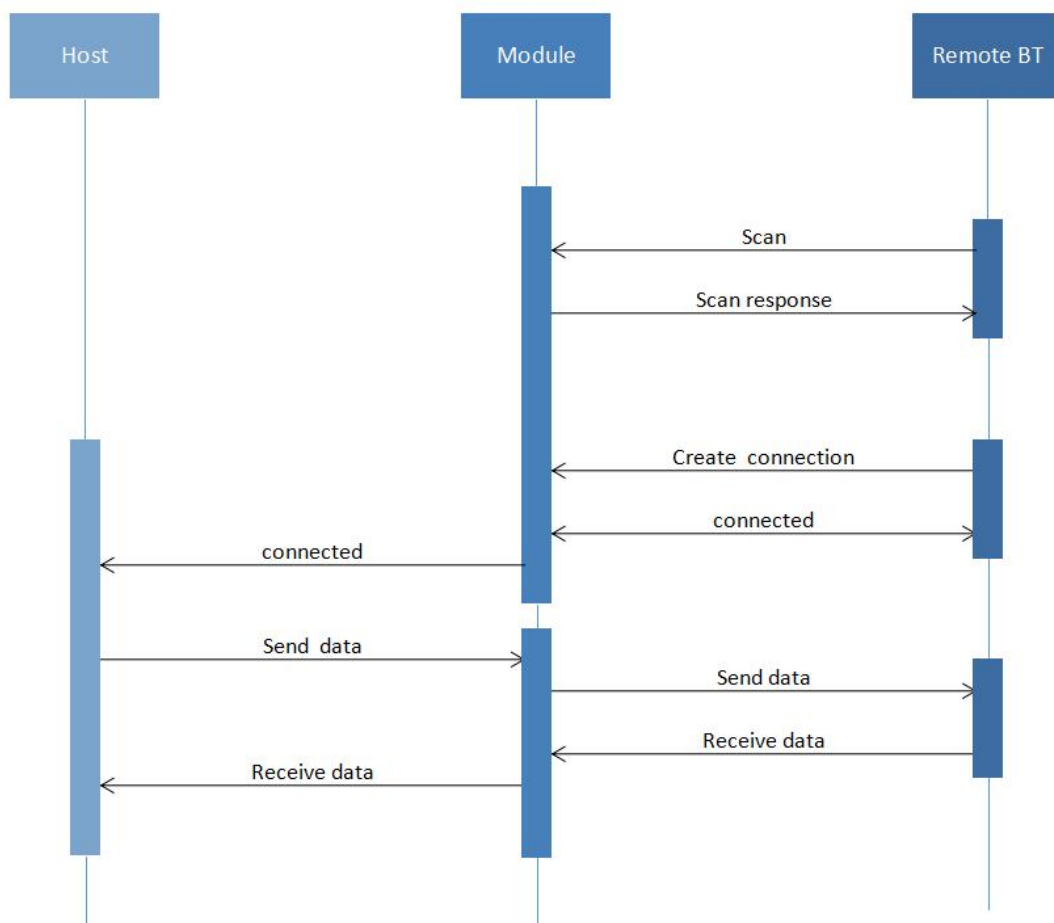 Host
Module
Remote BT
Scan
Scan response
Create connection
connected
connected
Send data
Send data
Receive data
Receive data